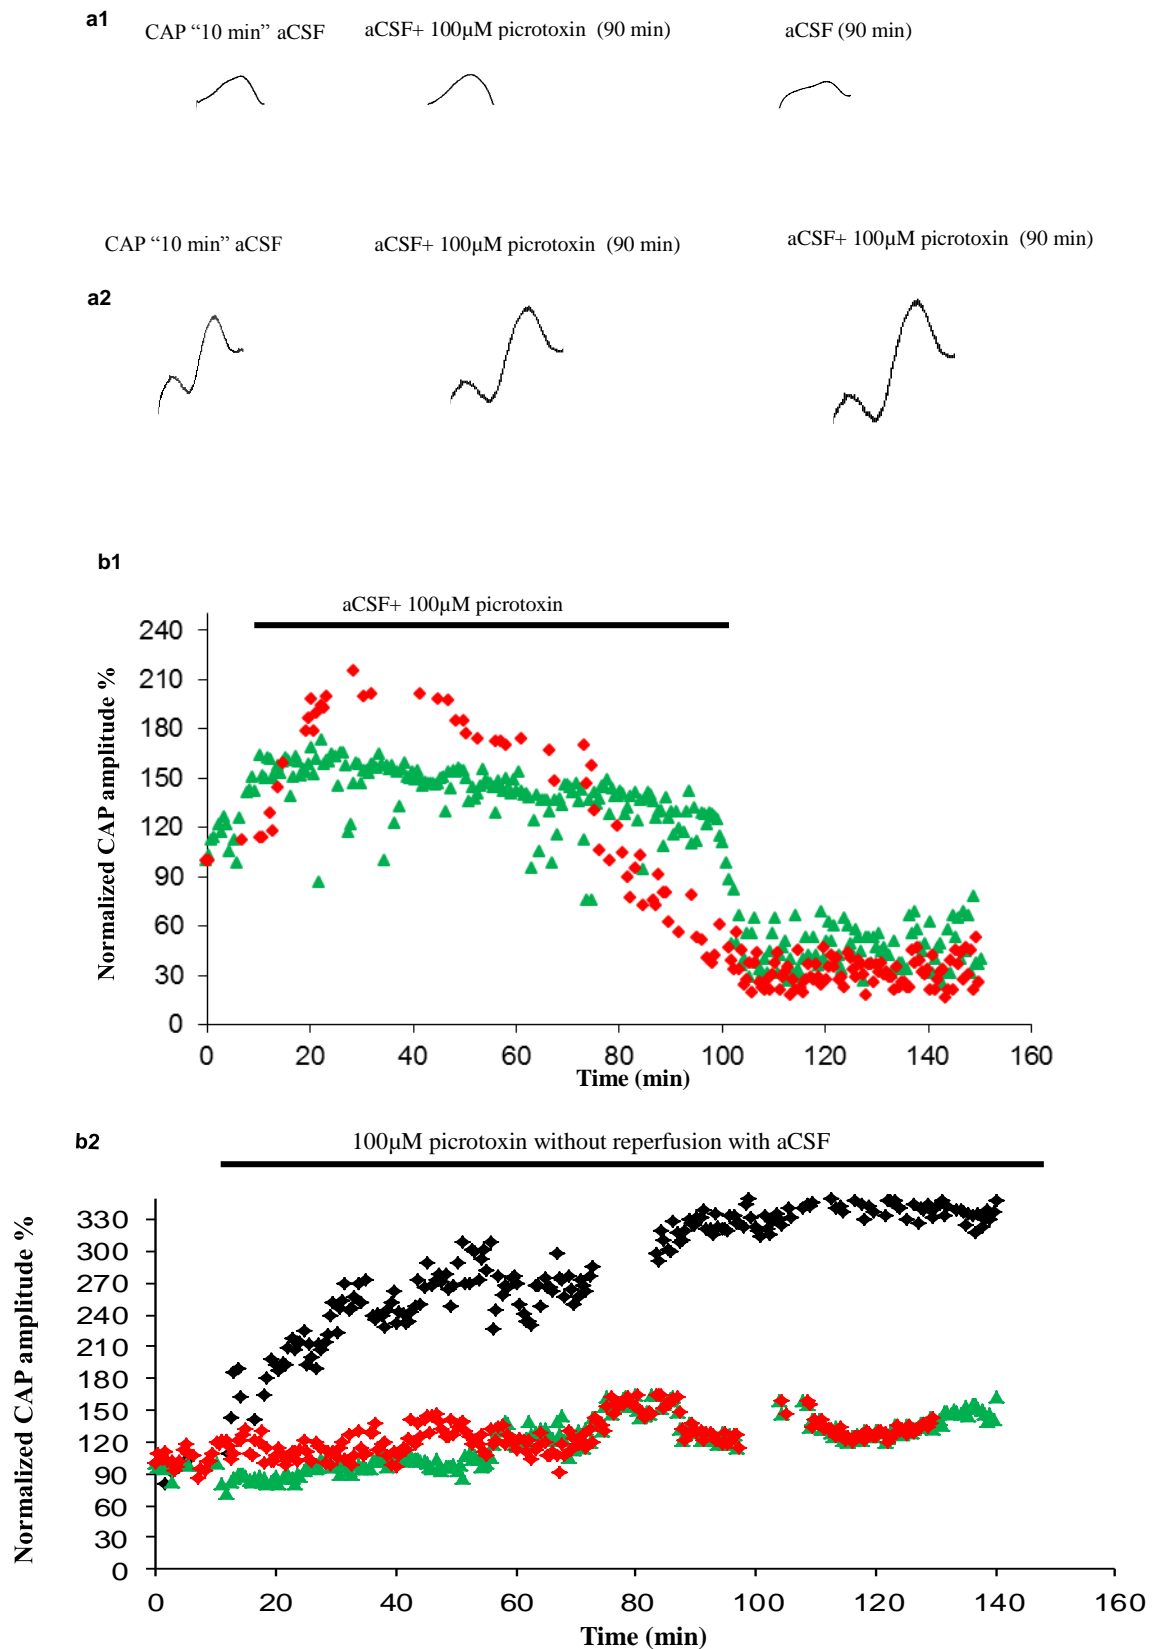 a1
CAP “10 min” aCSF
aCSF+ 100µM picrotoxin (90 min)
aCSF (90 min)
CAP “10 min” aCSF
aCSF+ 100µM picrotoxin (90 min)
aCSF+ 100µM picrotoxin (90 min)
a2
b1
aCSF+ 100µM picrotoxin
Normalized CAP amplitude %
240
210
180
150
120
90
60
30
0
0 20 40 60 80 100 120 140 160
Time (min)
b2
100µM picrotoxin without reperfusion with aCSF
Normalized CAP amplitude %
330
300
270
240
210
180
150
120
90
60
30
0
0 20 40 60 80 100 120 140 160
Time (min)